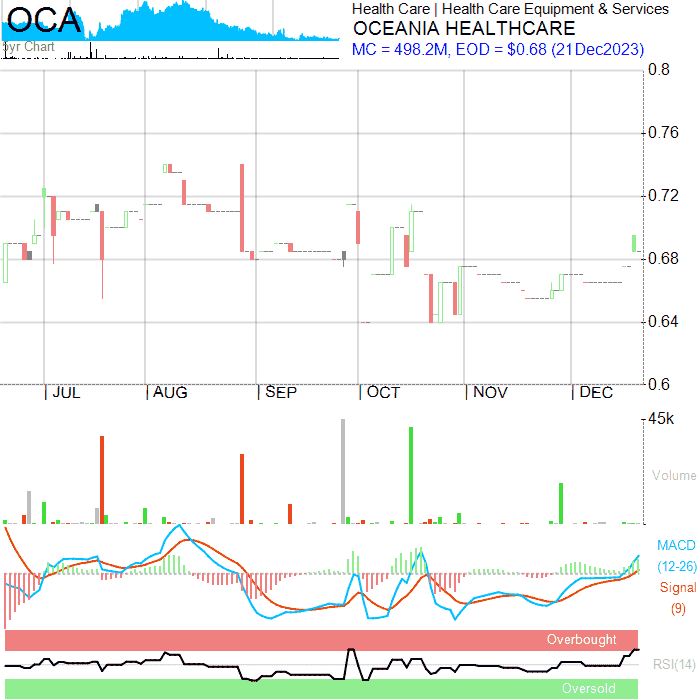 OCA
5yr Chart
Health Care | Health Care Equipment & Services
OCEANIA HEALTHCARE
MC = 498.2M, EOD = $0.68 (21Dec2023)
0.8
0.76
0.72
0.68
0.64
0.6
JUL
AUG
SEP
OCT
NOV
DEC
45k
Volume
MACD
(12-26)
Signal
(9)
Overbought
RSI(14)
Oversold